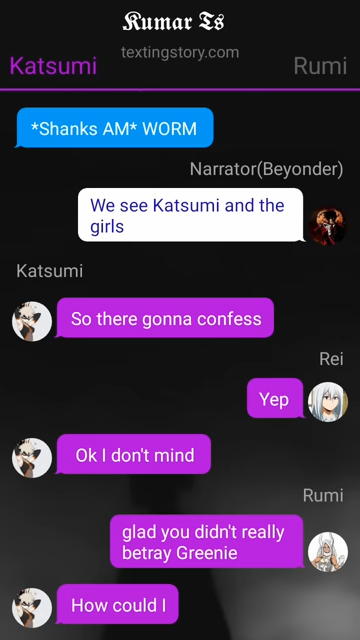 Kumar Ts
textingstory.com
Katsumi
Rumi
*Shanks AM* WORM
Narrator(Beyonder)
We see Katsumi and the
girls
Katsumi
So there gonna confess
Rei
Yep
Ok I don't mind
Rumi
glad you didn't really
betray Greenie
How could I